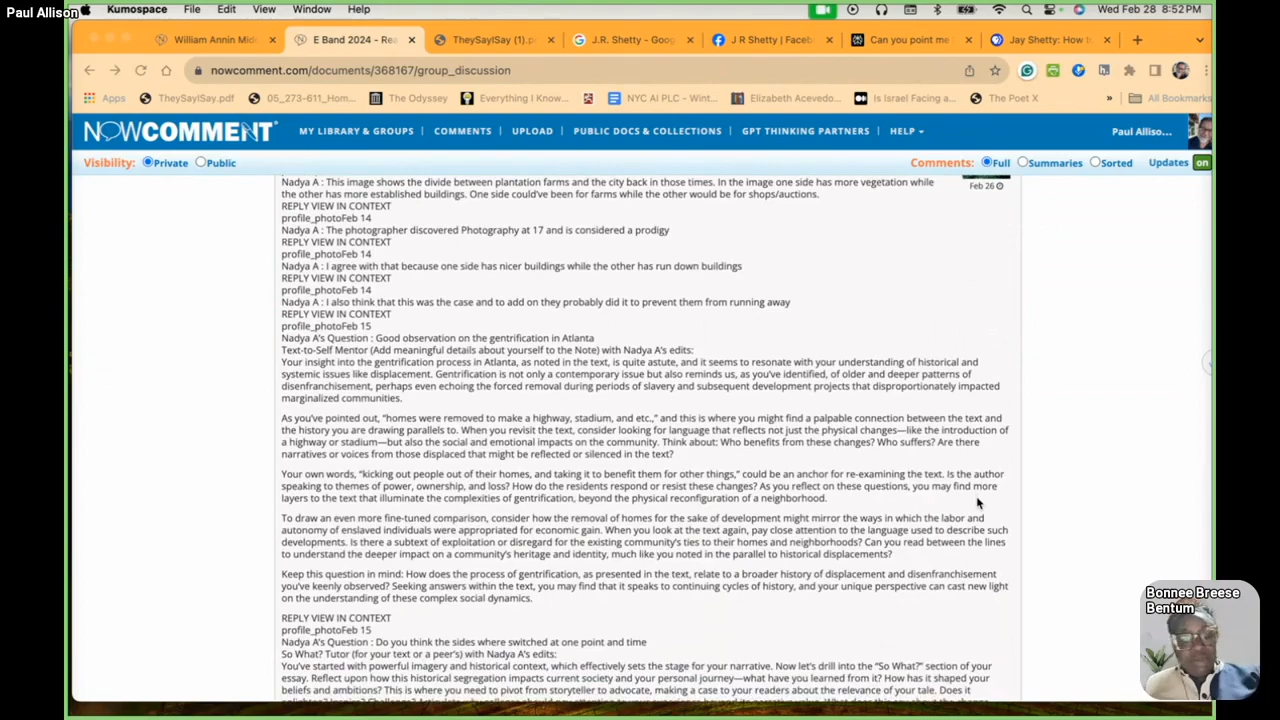 Paul Allison
Kumospace File Edit View Window Help
Wed Feb 28 8:52 PM
William Annin Mid
E Band 2024 - Rea
TheySayISay (1).p
J.R. Shetty - Goog
J R Shetty | Faceb
Can you point me
Jay Shetty: How t
nowcomment.com/documents/368167/group_discussion
Apps
TheySayISay.pdf
05_273-611_Hom...
The Odyssey
Everything I Know...
NYC AI PLC - Wint...
Elizabeth Acevedo...
Is Israel Facing a...
The Poet X
»
All Bookmarks
NOWCOMMENT
MY LIBRARY & GROUPS | COMMENTS | UPLOAD | PUBLIC DOCS & COLLECTIONS | GPT THINKING PARTNERS | HELP
Paul Alliso...
Visibility: Private Public
Comments: Full Summaries Sorted Updates on
Feb 26
Nadya A : This image shows the divide between plantation farms and the city back in those times. In the image one side has more vegetation while
the other has more established buildings. One side could've been for farms while the other would be for shops/auctions.
REPLY VIEW IN CONTEXT
profile_photoFeb 14
Nadya A : The photographer discovered Photography at 17 and is considered a prodigy
REPLY VIEW IN CONTEXT
profile_photoFeb 14
Nadya A : I agree with that because one side has nicer buildings while the other has run down buildings
REPLY VIEW IN CONTEXT
profile_photoFeb 14
Nadya A : I also think that this was the case and to add on they probably did it to prevent them from running away
REPLY VIEW IN CONTEXT
profile_photoFeb 15
Nadya A's Question : Good observation on the gentrification in Atlanta
Text-to-Self Mentor (Add meaningful details about yourself to the Note) with Nadya A's edits:
Your insight into the gentrification process in Atlanta, as noted in the text, is quite astute, and it seems to resonate with your understanding of historical and
systemic issues like displacement. Gentrification is not only a contemporary issue but also reminds us, as you've identified, of older and deeper patterns of
disenfranchisement, perhaps even echoing the forced removal during periods of slavery and subsequent development projects that disproportionately impacted
marginalized communities.
As you've pointed out, "homes were removed to make a highway, stadium, and etc.," and this is where you might find a palpable connection between the text and
the history you are drawing parallels to. When you revisit the text, consider looking for language that reflects not just the physical changes—like the introduction of
a highway or stadium—but also the social and emotional impacts on the community. Think about: Who benefits from these changes? Who suffers? Are there
narratives or voices from those displaced that might be reflected or silenced in the text?
Your own words, "kicking out people out of their homes, and taking it to benefit them for other things," could be an anchor for re-examining the text. Is the author
speaking to themes of power, ownership, and loss? How do the residents respond or resist these changes? As you reflect on these questions, you may find more
layers to the text that illuminate the complexities of gentrification, beyond the physical reconfiguration of a neighborhood.
To draw an even more fine-tuned comparison, consider how the removal of homes for the sake of development might mirror the ways in which the labor and
autonomy of enslaved individuals were appropriated for economic gain. When you look at the text again, pay close attention to the language used to describe such
developments. Is there a subtext of exploitation or disregard for the existing community's ties to their homes and neighborhoods? Can you read between the lines
to understand the deeper impact on a community's heritage and identity, much like you noted in the parallel to historical displacements?
Keep this question in mind: How does the process of gentrification, as presented in the text, relate to a broader history of displacement and disenfranchisement
you've keenly observed? Seeking answers within the text, you may find that it speaks to continuing cycles of history, and your unique perspective can cast new light
on the understanding of these complex social dynamics.
REPLY VIEW IN CONTEXT
profile_photoFeb 15
Nadya A's Question : Do you think the sides where switched at one point and time
So What? Tutor (for your text or a peer's) with Nadya A's edits:
You've started with powerful imagery and historical context, which effectively sets the stage for your narrative. Now let's drill into the "So What?" section of your
essay. Reflect upon how this historical segregation impacts current society and your personal journey—what have you learned from it? How has it shaped your
beliefs and ambitions? This is where you need to pivot from storyteller to advocate, making a case to your readers about the relevance of your tale. Does it
Bonnee Breese
Bentum